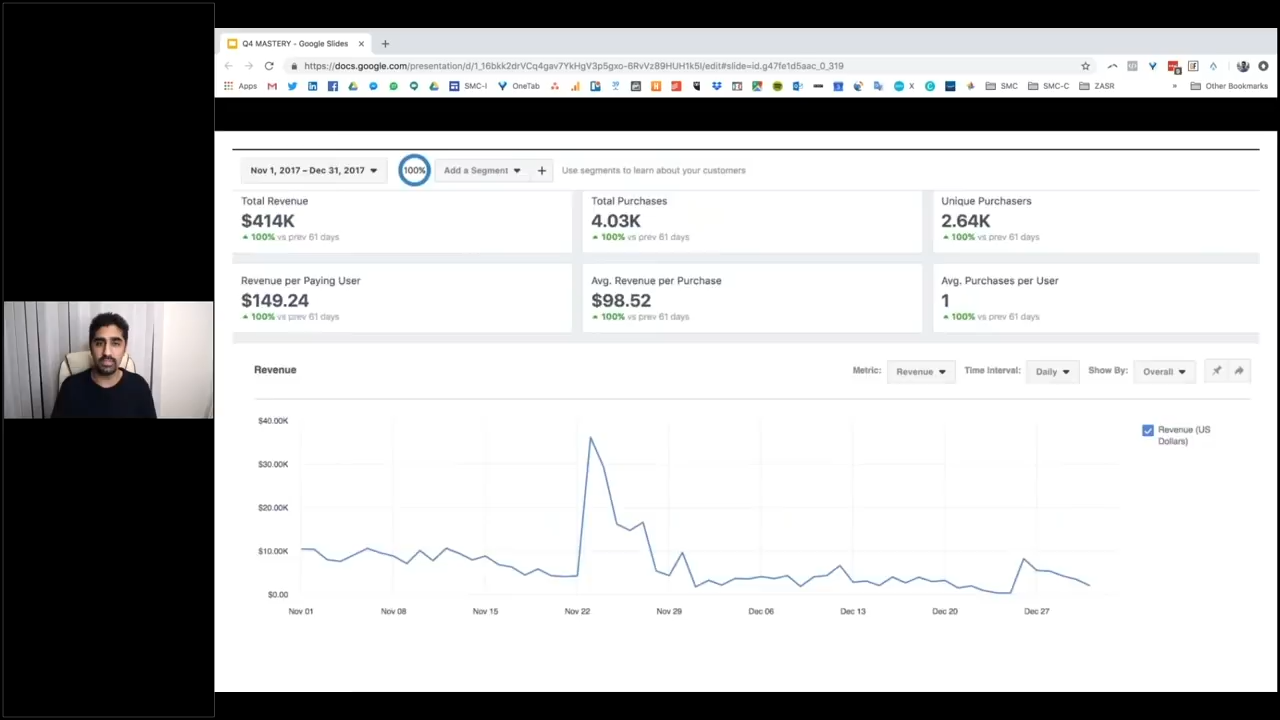 Q4 MASTERY - Google Slides
https://docs.google.com/presentation/d/1_16bkk2drVCq4gav7YkHgV3p5gxo-6RvVz89HUH1k5I/edit#slide=id.g47fe1d5aac_0_319
Apps
SMC-I
OneTab
X
SMC
SMC-C
ZASR
»
Other Bookmarks
Nov 1, 2017 – Dec 31, 2017
100%
Add a Segment
+
Use segments to learn about your customers
Total Revenue
$414K
100% vs prev 61 days
Total Purchases
4.03K
100% vs prev 61 days
Unique Purchasers
2.64K
100% vs prev 61 days
Revenue per Paying User
$149.24
100% vs prev 61 days
Avg. Revenue per Purchase
$98.52
100% vs prev 61 days
Avg. Purchases per User
1
100% vs prev 61 days
Revenue
Metric:
Revenue
Time Interval:
Daily
Show By:
Overall
$40.00K
$30.00K
$20.00K
$10.00K
$0.00
Revenue (US
Dollars)
Nov 01
Nov 08
Nov 15
Nov 22
Nov 29
Dec 06
Dec 13
Dec 20
Dec 27